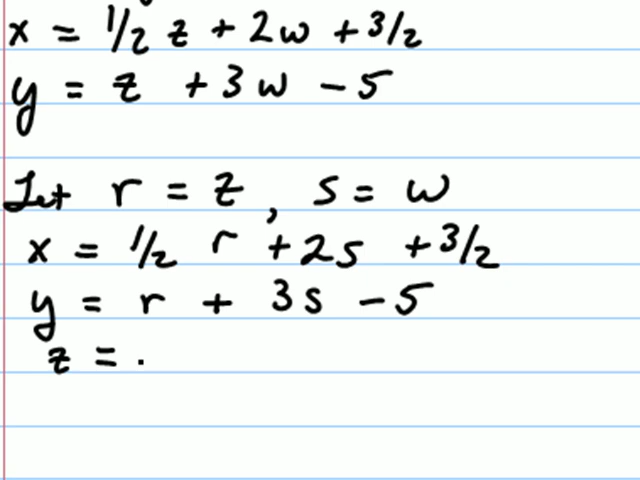 x = 1/2 z + 2w + 3/2
y = z + 3w - 5
Let r = z, s = w
x = 1/2 r + 2s + 3/2
y = r + 3s - 5
z = .